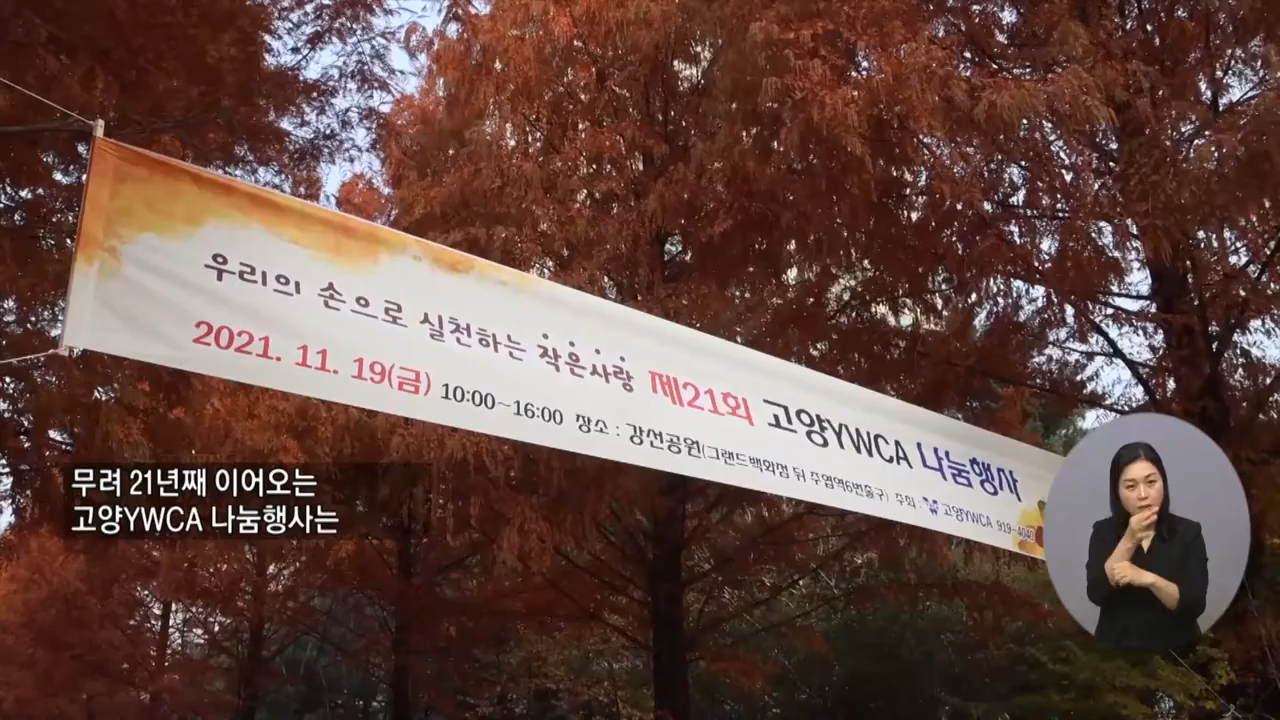 우리의 손으로 실천하는 작은사랑 제21회 고양YWCA 나눔행사
2021. 11. 19(금) 10:00~16:00 장소 : 강선공원(그랜드백화점 뒤 주엽역6번출구) 주최 : 고양YWCA 919-4040
무려 21년째 이어오는
고양YWCA 나눔행사는